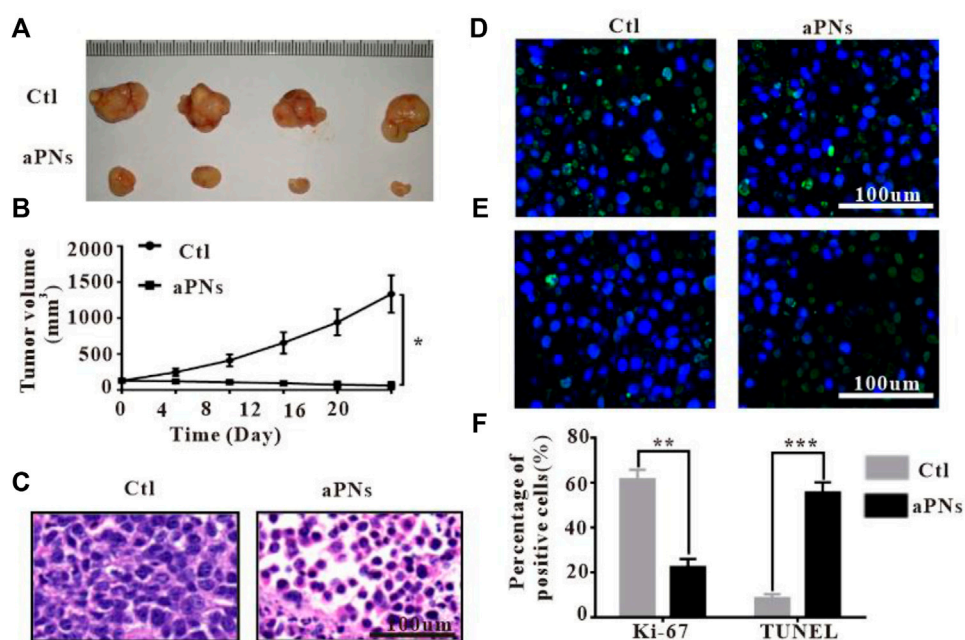 A
Ctl
aPNs
B
2000
1500
1000
500
0
Tumor volume
(mm³)
Ctl
aPNs
*
0 4 8 12 16 20
Time (Day)
C
Ctl aPNs
100um
D
Ctl aPNs
100um
E
100um
F
80
60
40
20
0
Percentage of
positive cells(%)
** ***
Ctl
aPNs
Ki-67 TUNEL